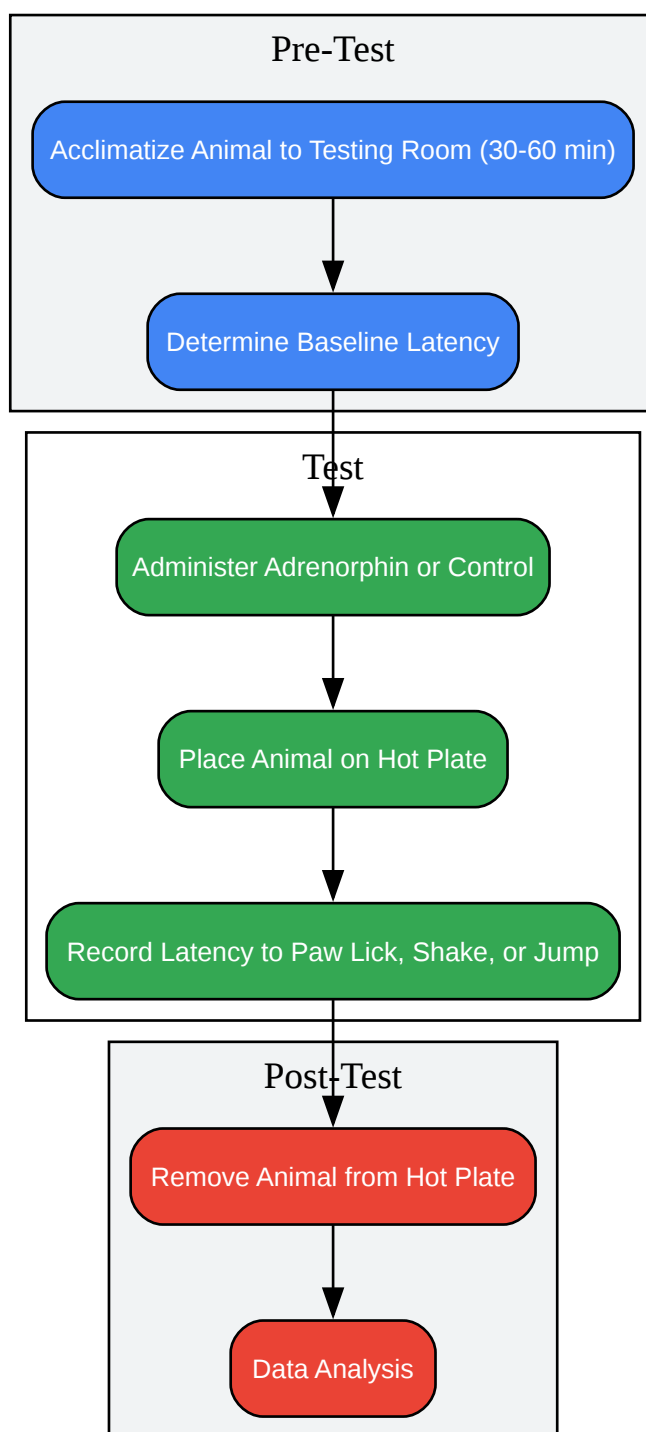 Pre-Test
Acclimatize Animal to Testing Room (30-60 min)
Determine Baseline Latency
Test
Administer Adrenorphin or Control
Place Animal on Hot Plate
Record Latency to Paw Lick, Shake, or Jump
Post-Test
Remove Animal from Hot Plate
Data Analysis